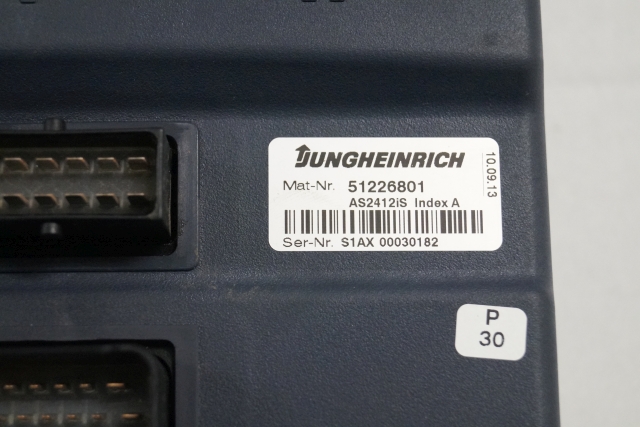 JUNGHEINRICH
10.09.13
Mat-Nr. 51226801
AS2412iS Index A
Ser-Nr. S1AX 00030182
P
30